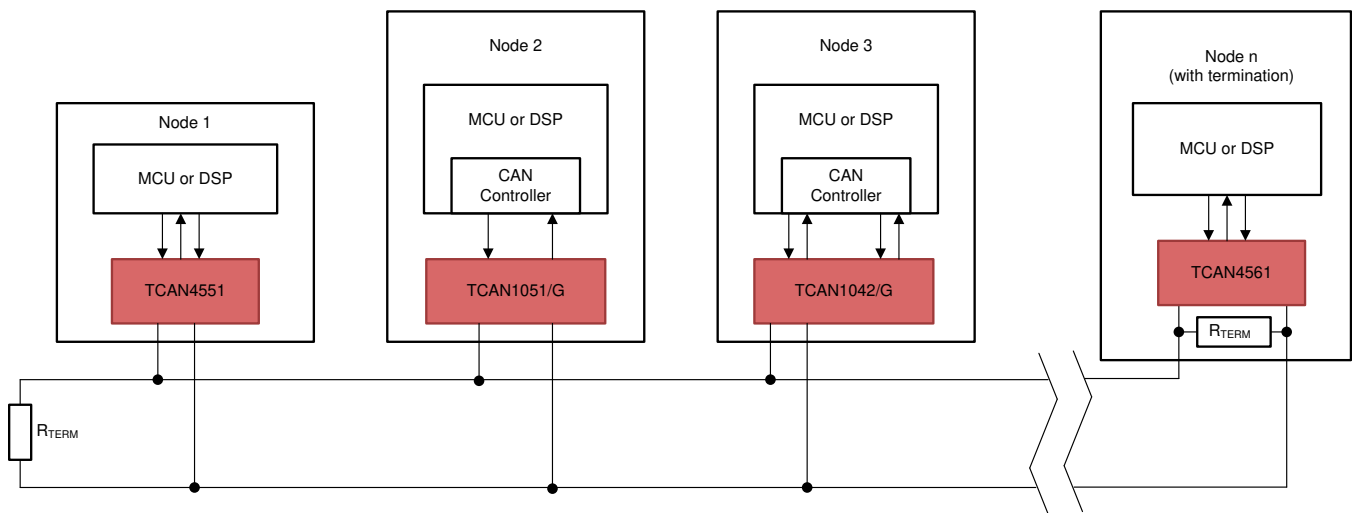 Node 1
MCU or DSP
TCAN4551
Node 2
MCU or DSP
CAN
Controller
TCAN1051/G
Node 3
MCU or DSP
CAN
Controller
TCAN1042/G
Node n
(with termination)
MCU or DSP
TCAN4561
RTERM
RTERM